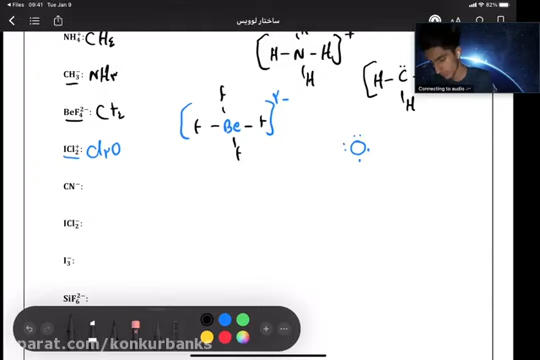 09:41 Tue Jan 9
82%
ساختار لوویس
NH₄⁺: CH₄
[H – N – H]⁺
H
CH₃⁻: NH₃
[H – C
H
Connecting to audio
BeF₄²⁻: CF₄
F
[F – Be – F]²⁻
F
ICl₂⁺: Cl₂O
O
CN⁻:
ICl₂⁻:
I₃⁻:
SiF₆²⁻:
parat.com/konkurbanks